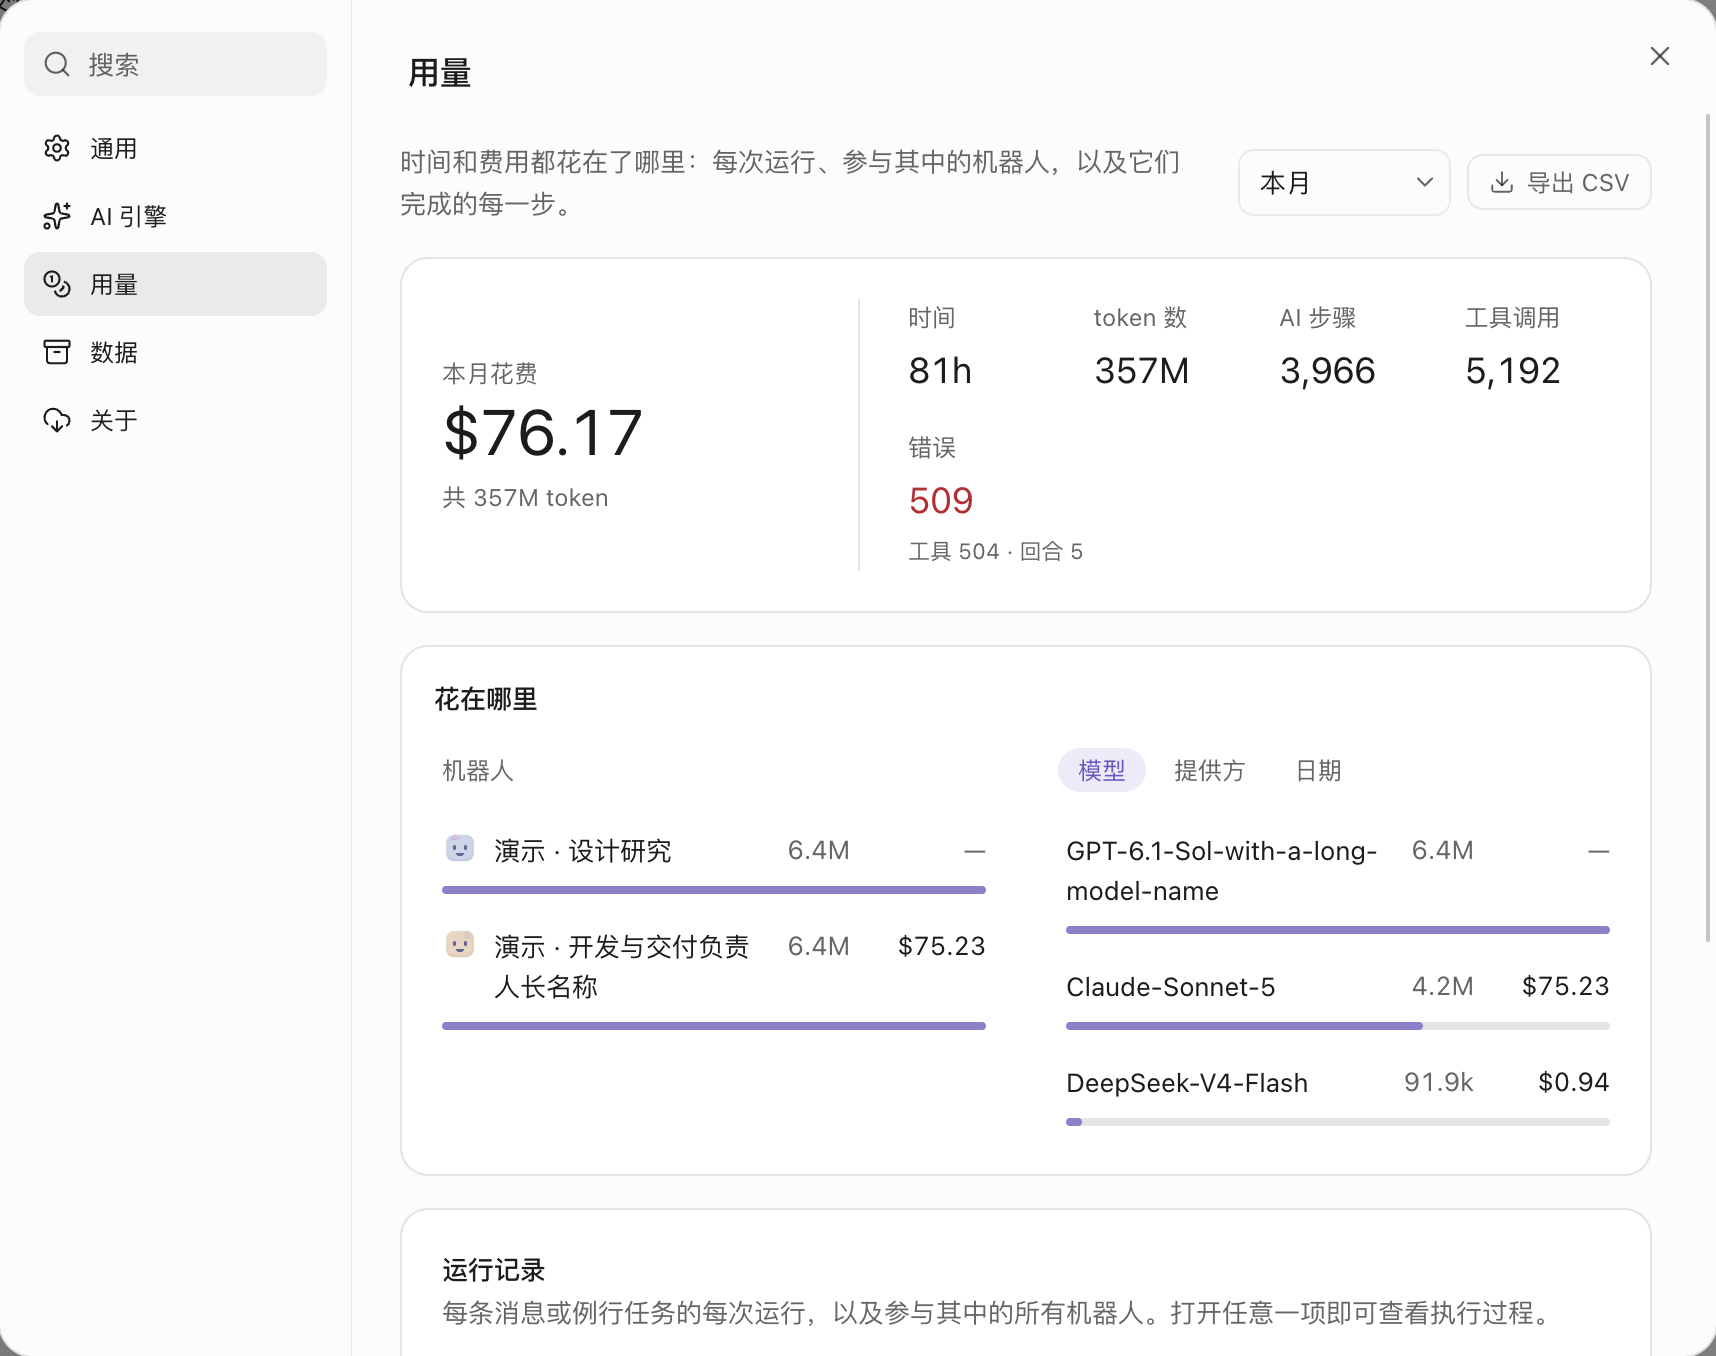 搜索
通用
AI 引擎
用量
数据
关于
用量
时间和费用都花在了哪里：每次运行、参与其中的机器人，以及它们
完成的每一步。
本月
导出 CSV
本月花费
$76.17
共 357M token
时间
81h
token 数
357M
AI 步骤
3,966
工具调用
5,192
错误
509
工具 504 · 回合 5
花在哪里
机器人
演示 · 设计研究 6.4M —
演示 · 开发与交付负责 6.4M $75.23
人长名称
模型 提供方 日期
GPT-6.1-Sol-with-a-long- 6.4M —
model-name
Claude-Sonnet-5 4.2M $75.23
DeepSeek-V4-Flash 91.9k $0.94
运行记录
每条消息或例行任务的每次运行，以及参与其中的所有机器人。打开任意一项即可查看执行过程。